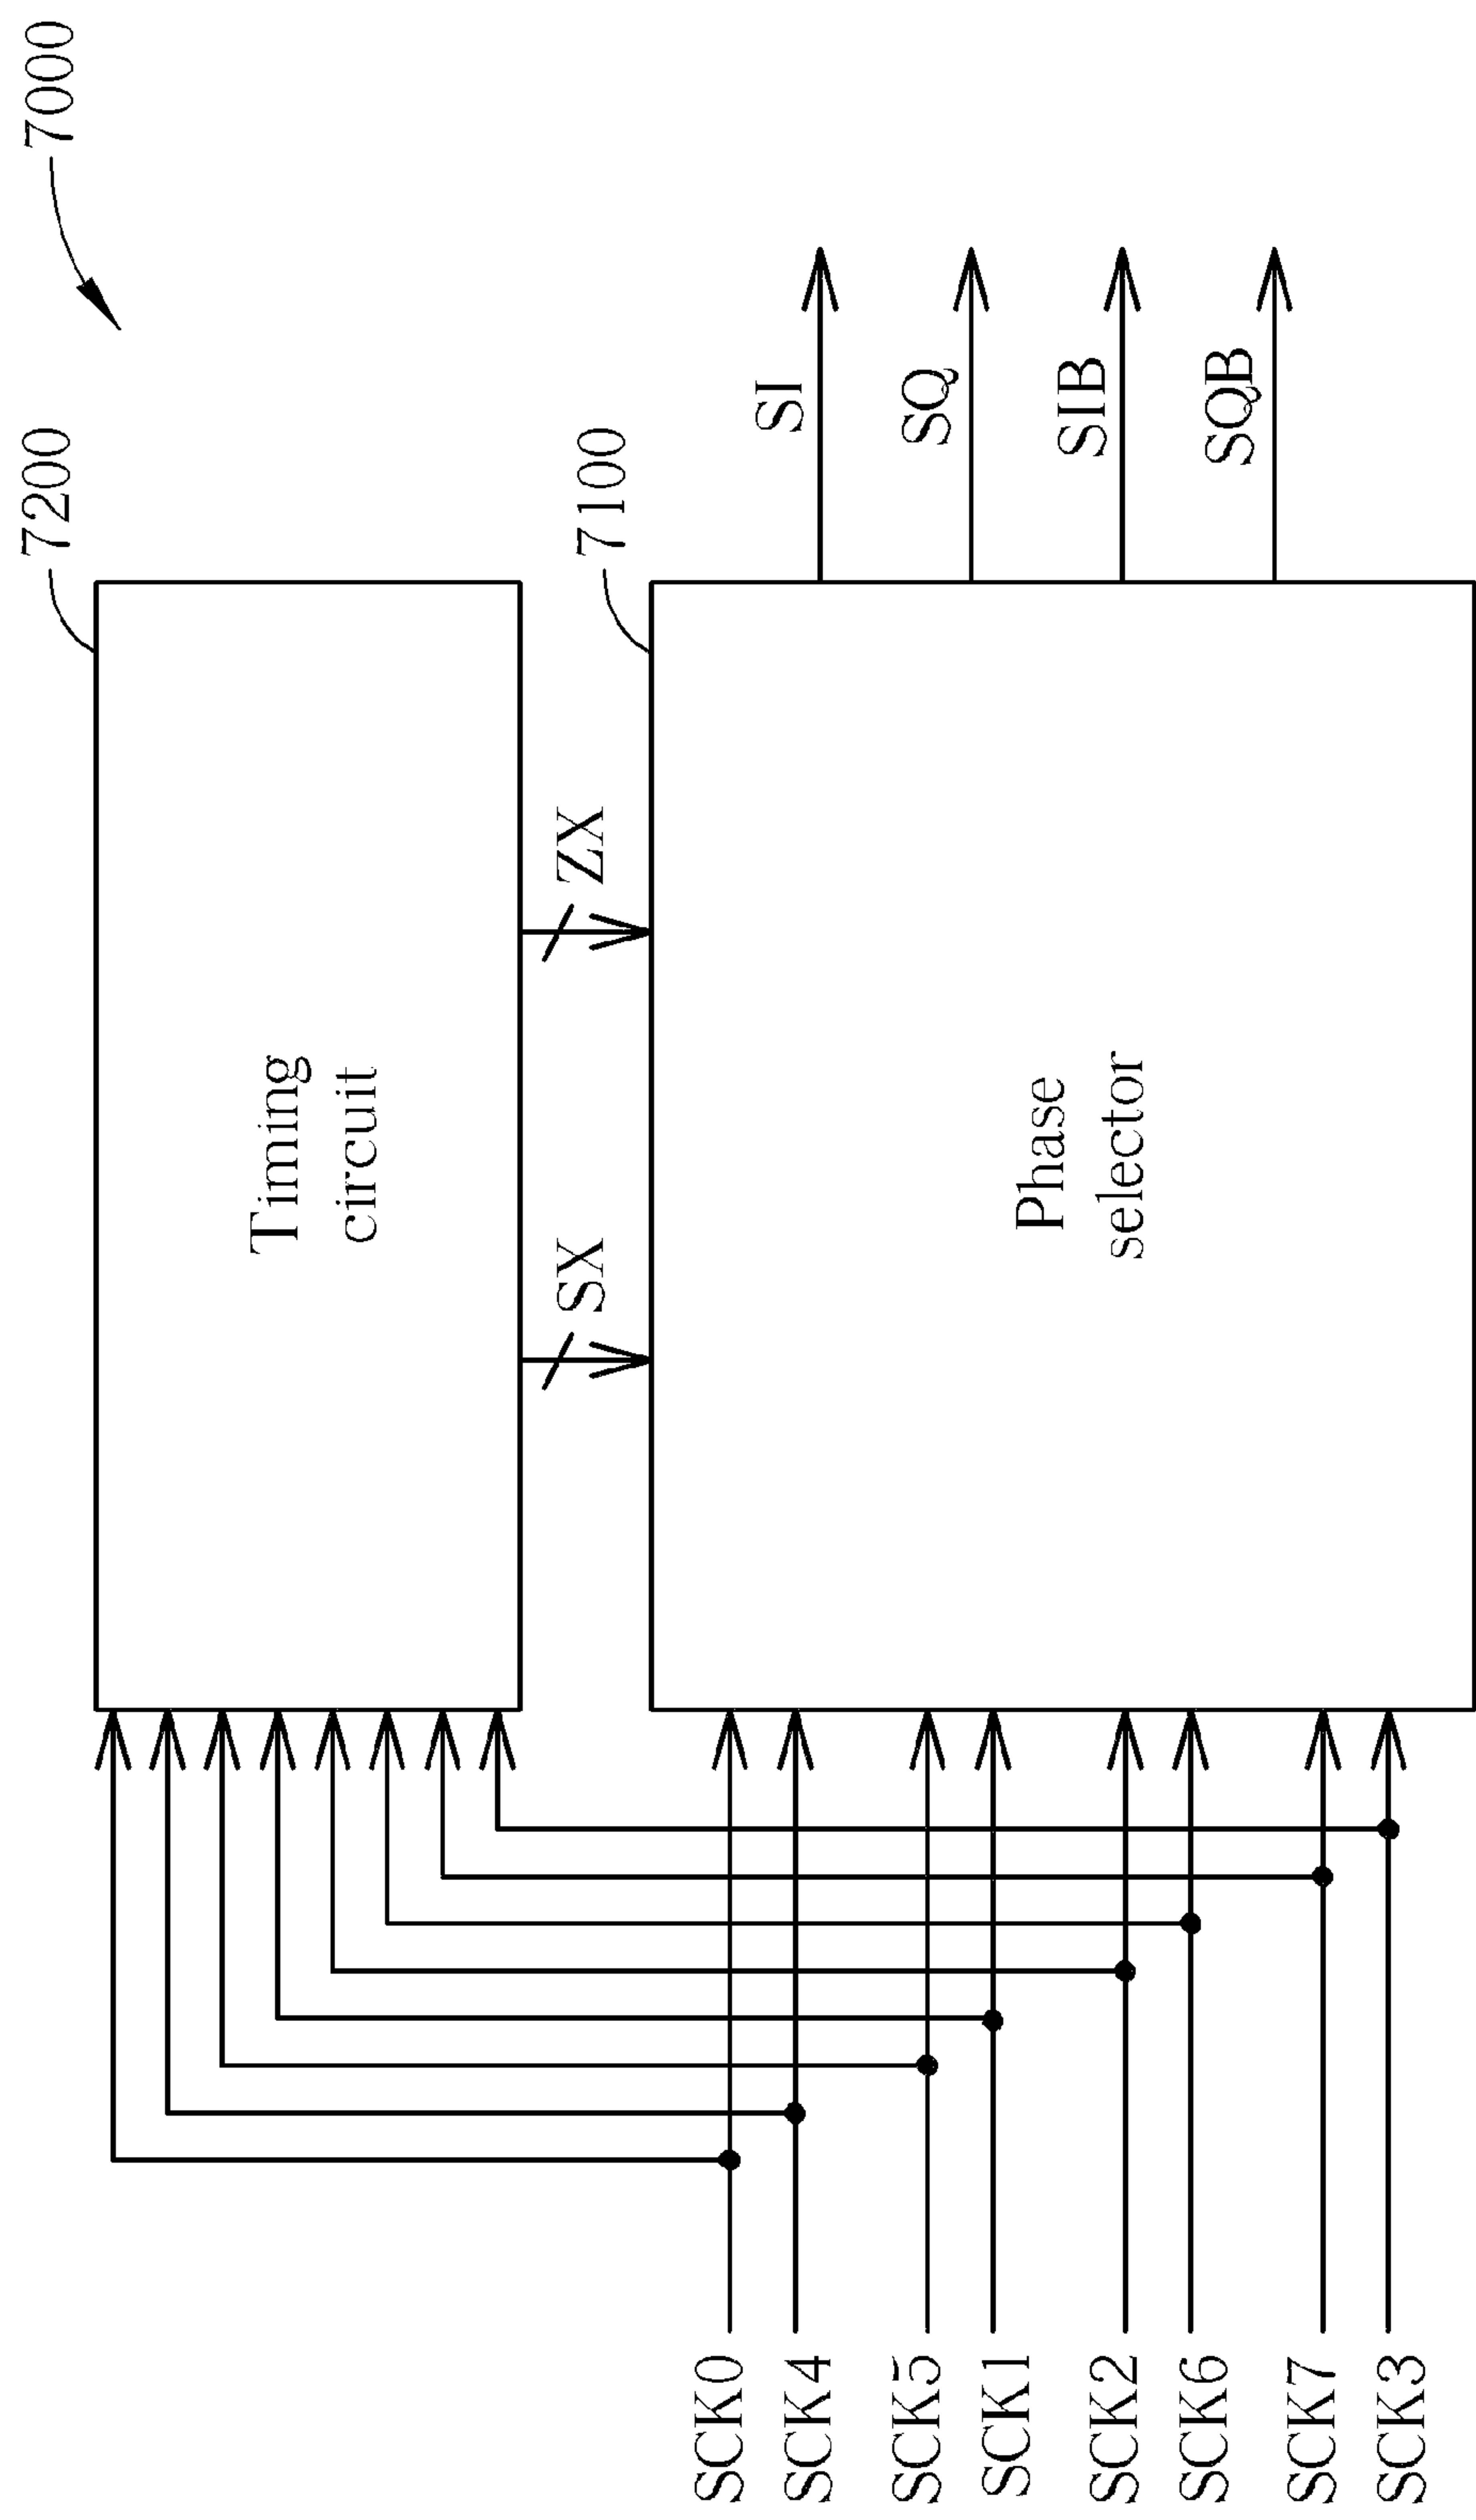 7000
7200
Timing
circuit
SX
ZX
7100
Phase
selector
SCK0
SCK4
SCK5
SCK1
SCK2
SCK6
SCK7
SCK3
SI
SQ
SIB
SQB